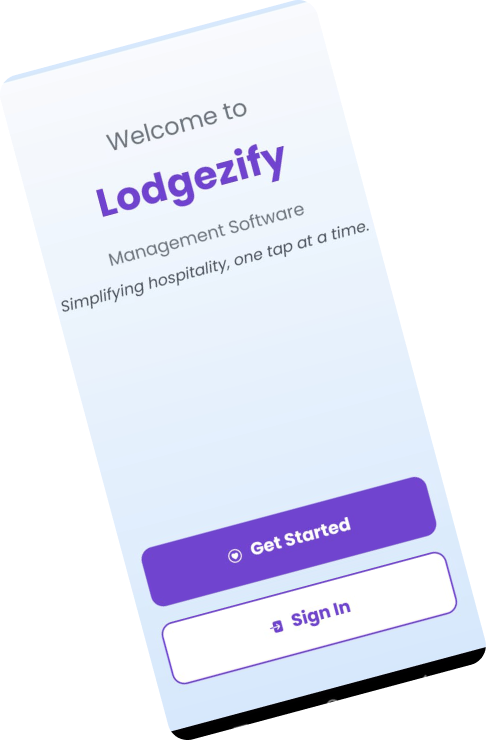 Welcome to
Lodgezify
Management Software
Simplifying hospitality, one tap at a time.
Get Started
Sign In